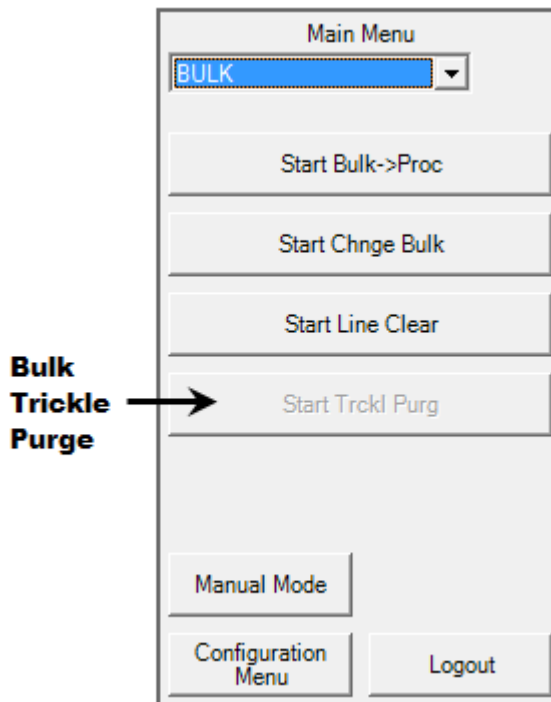 Main Menu
BULK
Start Bulk->Proc
Start Chnge Bulk
Start Line Clear
Bulk
Trickle
Purge
Start Trckl Purg
Manual Mode
Configuration
Menu
Logout